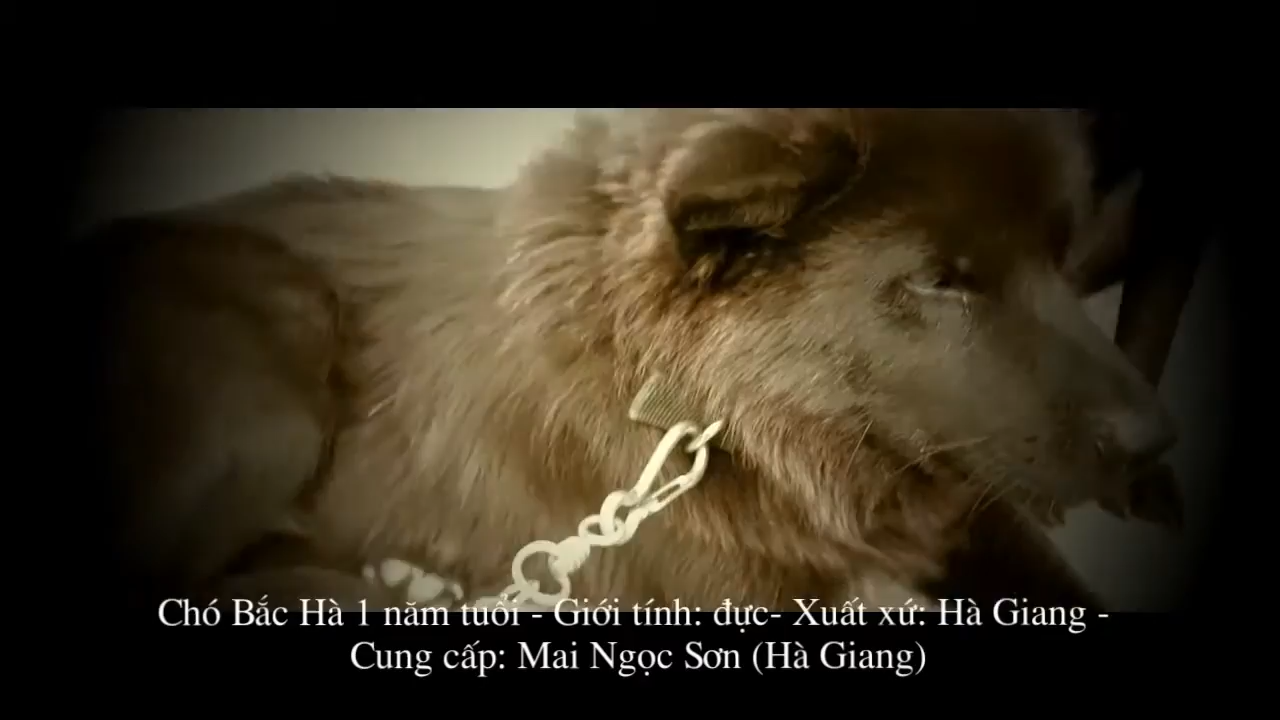 Chó Bắc Hà 1 năm tuổi - Giới tính: đực- Xuất xứ: Hà Giang -
Cung cấp: Mai Ngọc Sơn (Hà Giang)